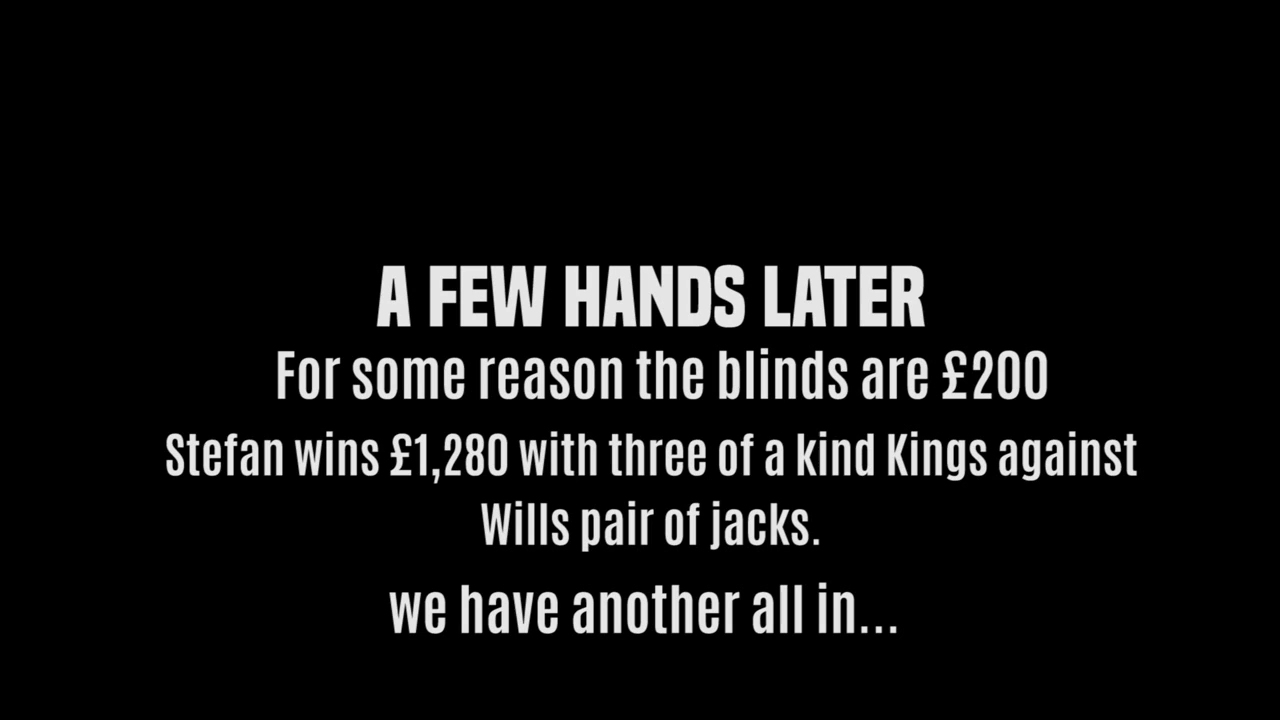 A FEW HANDS LATER
For some reason the blinds are £200
Stefan wins £1,280 with three of a kind Kings against
Wills pair of jacks.
we have another all in...